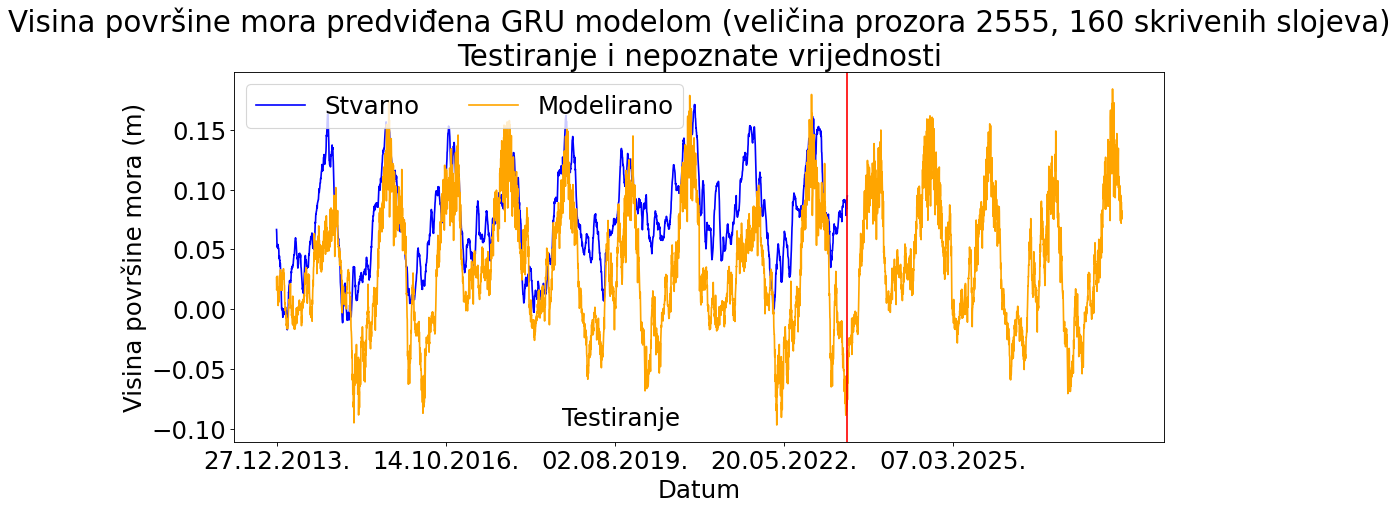 Visina površine mora predviđena GRU modelom (veličina prozora 2555, 160 skrivenih slojeva)
Testiranje i nepoznate vrijednosti
Stvarno
Modelirano
Visina površine mora (m)
0.15
0.10
0.05
0.00
−0.05
−0.10
Testiranje
27.12.2013.
14.10.2016.
02.08.2019.
20.05.2022.
07.03.2025.
Datum